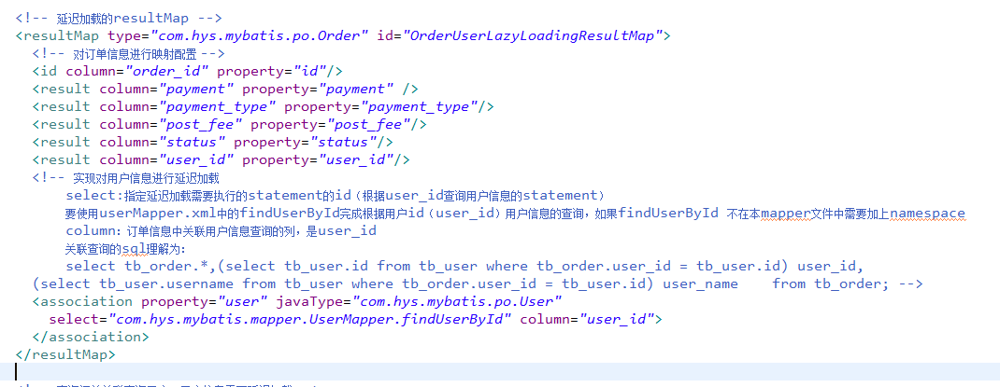 <!-- 延迟加载的resultMap -->
<resultMap type="com.hys.mybatis.po.Order" id="OrderUserLazyLoadingResultMap">
<!-- 对订单信息进行映射配置 -->
<id column="order_id" property="id"/>
<result column="payment" property="payment" />
<result column="payment_type" property="payment_type"/>
<result column="post_fee" property="post_fee"/>
<result column="status" property="status"/>
<result column="user_id" property="user_id"/>
<!-- 实现对用户信息进行延迟加载
select:指定延迟加载需要执行的statement的id（根据user_id查询用户信息的statement）
要使用userMapper.xml中的findUserById完成根据用户id（user_id）用户信息的查询，如果findUserById 不在本mapper文件中需要加上namespace
column：订单信息中关联用户信息查询的列，是user_id
关联查询的sql理解为：
select tb_order.*,(select tb_user.id from tb_user where tb_order.user_id = tb_user.id) user_id,
(select tb_user.username from tb_user where tb_order.user_id = tb_user.id) user_name    from tb_order; -->
<association property="user" javaType="com.hys.mybatis.po.User"
select="com.hys.mybatis.mapper.UserMapper.findUserById" column="user_id">
</association>
</resultMap>